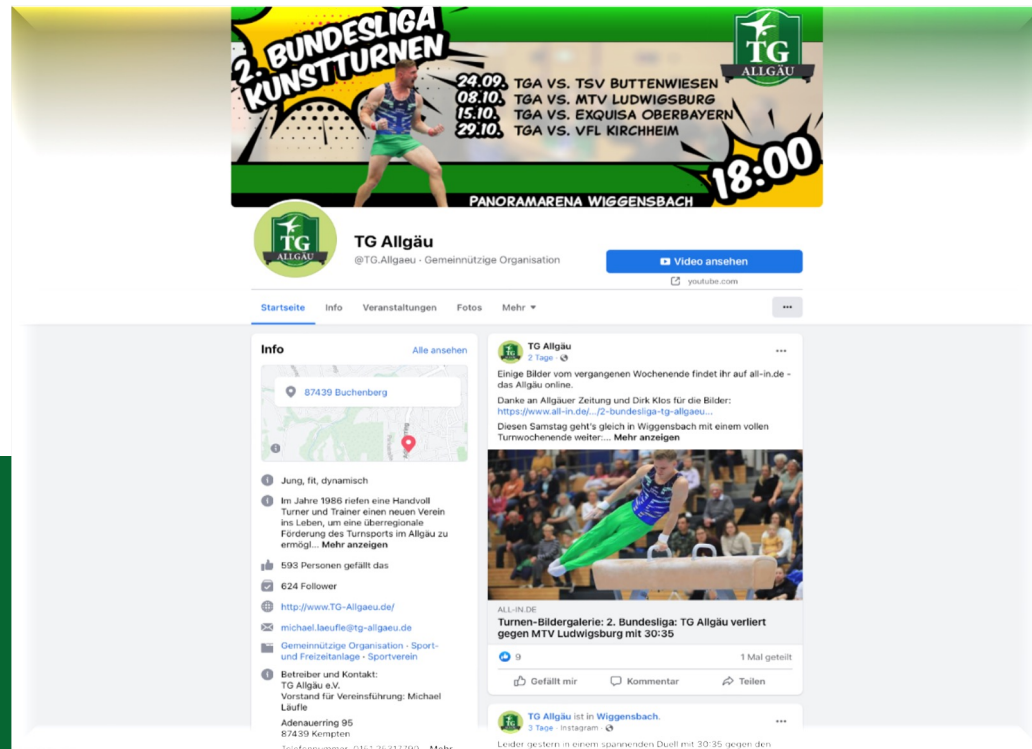 2. BUNDESLIGA
KUNSTTURNEN
TG
ALLGÄU
24.09. TGA VS. TSV BUTTENWIESEN
08.10. TGA VS. MTV LUDWIGSBURG
15.10. TGA VS. EXQUISA OBERBAYERN
29.10. TGA VS. VFL KIRCHHEIM
18:00
PANORAMARENA WIGGENSBACH
TG
ALLGÄU
TG Allgäu
@TG.Allgaeu · Gemeinnützige Organisation
Video ansehen
youtube.com
Startseite Info Veranstaltungen Fotos Mehr
Info Alle ansehen
87439 Buchenberg
Jung, fit, dynamisch
Im Jahre 1986 riefen eine Handvoll
Turner und Trainer einen neuen Verein
ins Leben, um eine überregionale
Förderung des Turnsports im Allgäu zu
ermögl... Mehr anzeigen
593 Personen gefällt das
624 Follower
http://www.TG-Allgaeu.de/
michael.laeufle@tg-allgaeu.de
Gemeinnützige Organisation · Sport-
und Freizeitanlage · Sportverein
Betreiber und Kontakt:
TG Allgäu e.V.
Vorstand für Vereinsführung: Michael
Läufle
Adenauerring 95
87439 Kempten
TG Allgäu
2 Tage ·
Einige Bilder vom vergangenen Wochenende findet ihr auf all-in.de -
das Allgäu online.
Danke an Allgäuer Zeitung und Dirk Klos für die Bilder:
https://www.all-in.de/.../2-bundesliga-tg-allgaeu...
Diesen Samstag geht's gleich in Wiggensbach mit einem vollen
Turnwochenende weiter:... Mehr anzeigen
ALL-IN.DE
Turnen-Bildergalerie: 2. Bundesliga: TG Allgäu verliert
gegen MTV Ludwigsburg mit 30:35
9 1 Mal geteilt
Gefällt mir Kommentar Teilen
TG Allgäu ist in Wiggensbach.
3 Tage · Instagram ·
Leider gestern in einem spannenden Duell mit 30:35 gegen den